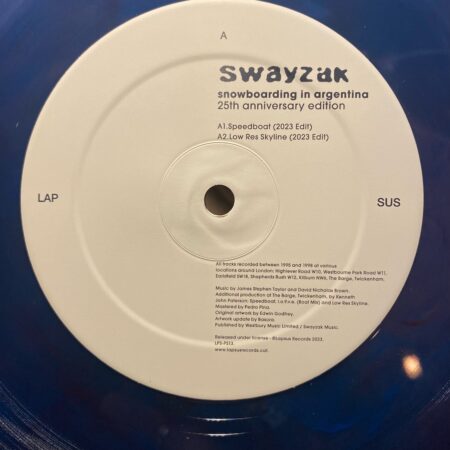 A
swayzak
snowboarding in argentina
25th anniversary edition
A1.Speedboat (2023 Edit)
A2.Low Res Skyline (2023 Edit)
LAP
SUS
All tracks recorded between 1995 and 1998 at various
locations around London: Highlever Road W10, Westbourne Park Road W11,
Earlsfield SW18, Shepherds Bush W12, Kilburn NW6, The Barge, Twickenham.
Music by James Stephen Taylor and David Nicholas Brown.
Additional production at The Barge, Twickenham, by Kenneth
John Paterson: Speedboat, (Boat Mix) and Low Res Skyline.
Mastered by Pedro Pina.
Original artwork by Edwin Godfrey.
Artwork update by Basora.
Published by Westbury Music Limited / Swayzak Music.
Released under license - ©Lapsus Records 2023.
LPS-PS13
www.lapsusrecords.cat